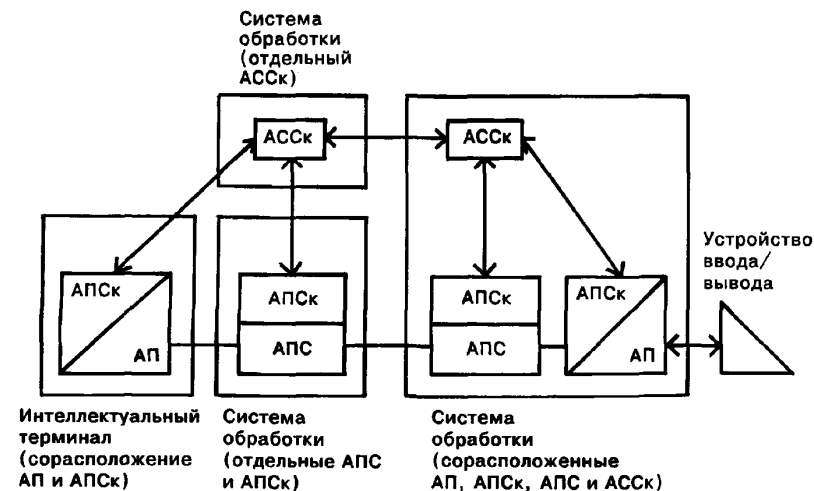 Система
обработки
(отдельный
АССк)
АССк
АССк
Устройство
ввода/
вывода
АПСк
АП
АПСк
АПС
АПСк
АПС
АПСк
АП
Интеллектуальный
терминал
(сорасположение
АП и АПСк)
Система
обработки
(отдельные АПС
и АПСк)
Система
обработки
(сорасположенные
АП, АПСк, АПС и АССк)